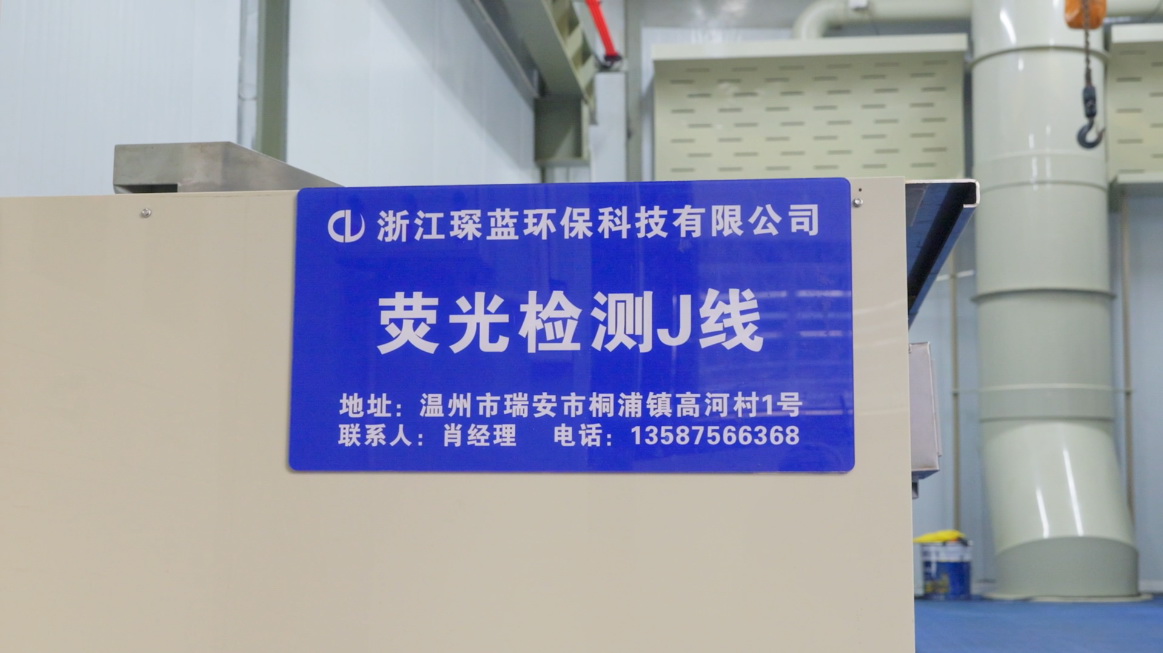 浙江琛蓝环保科技有限公司
荧光检测J线
地址：温州市瑞安市桐浦镇高河村1号
联系人：肖经理 电话：13587566368